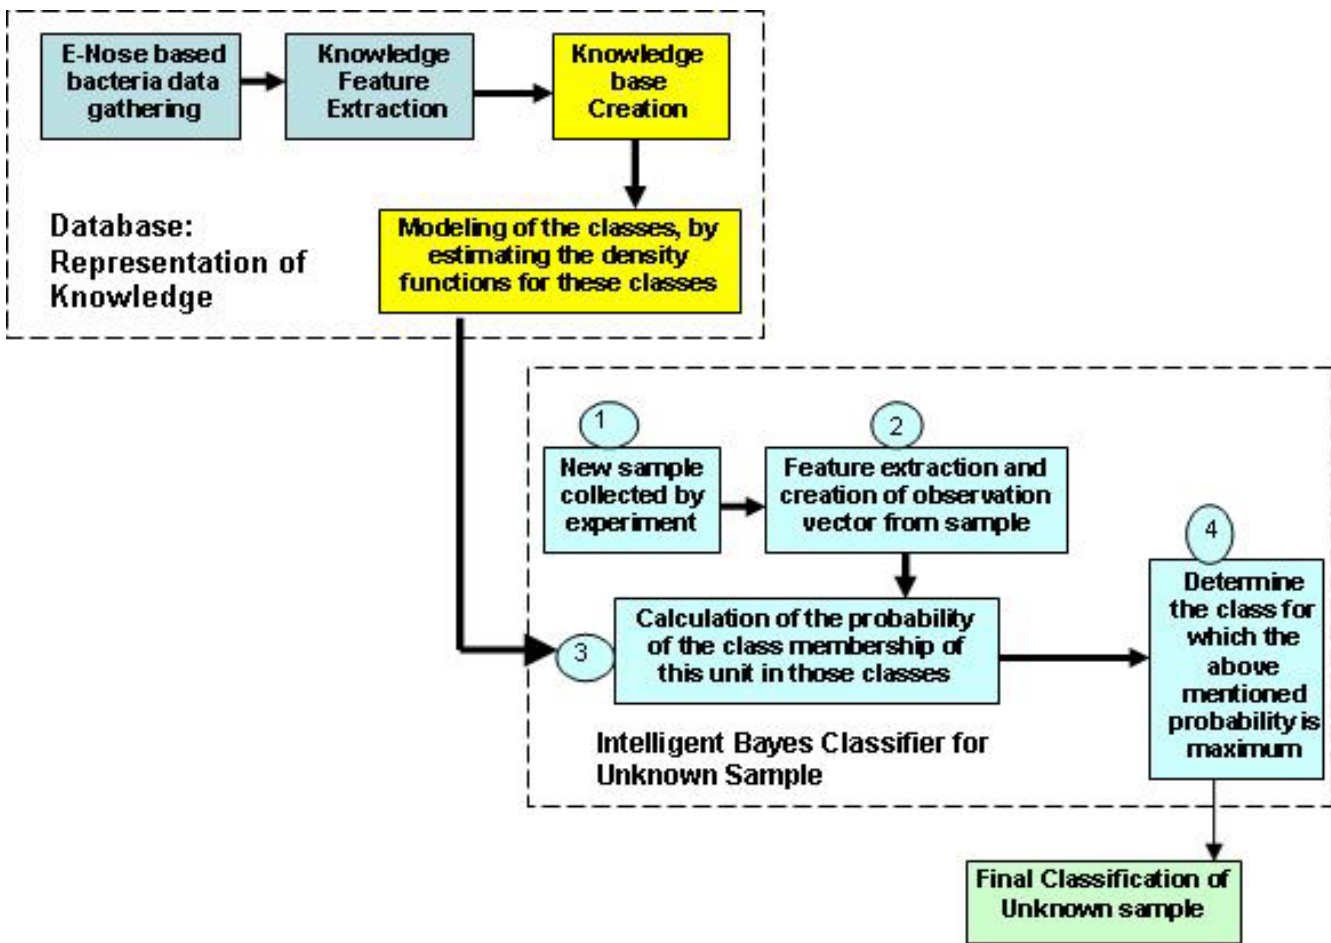 E-Nose based
bacteria data
gathering
Knowledge
Feature
Extraction
Knowledge
base
Creation
Database:
Representation of
Knowledge
Modeling of the classes, by
estimating the density
functions for these classes
1
New sample
collected by
experiment
2
Feature extraction and
creation of observation
vector from sample
3
Calculation of the probability
of the class membership of
this unit in those classes
4
Determine
the class for
which the
above
mentioned
probability is
maximum
Intelligent Bayes Classifier for
Unknown Sample
Final Classification of
Unknown sample